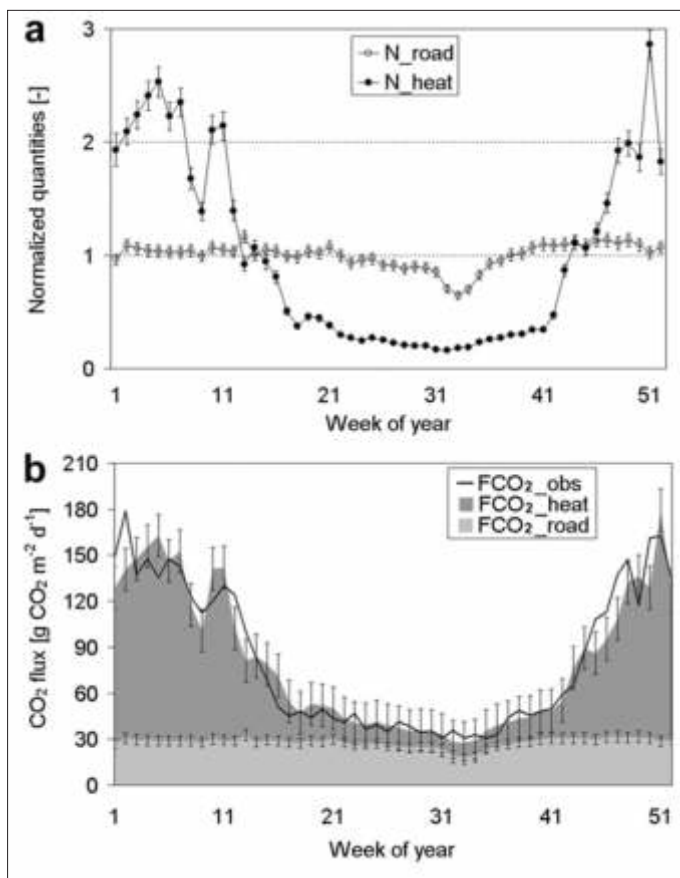 a
3
2
1
0
Normalized quantities [-]
N_road
N_heat
1 11 21 31 41 51
Week of year
b
210
180
150
120
90
60
30
0
CO₂ flux [g CO₂ m⁻² d⁻¹]
FCO₂_obs
FCO₂_heat
FCO₂_road
1 11 21 31 41 51
Week of year